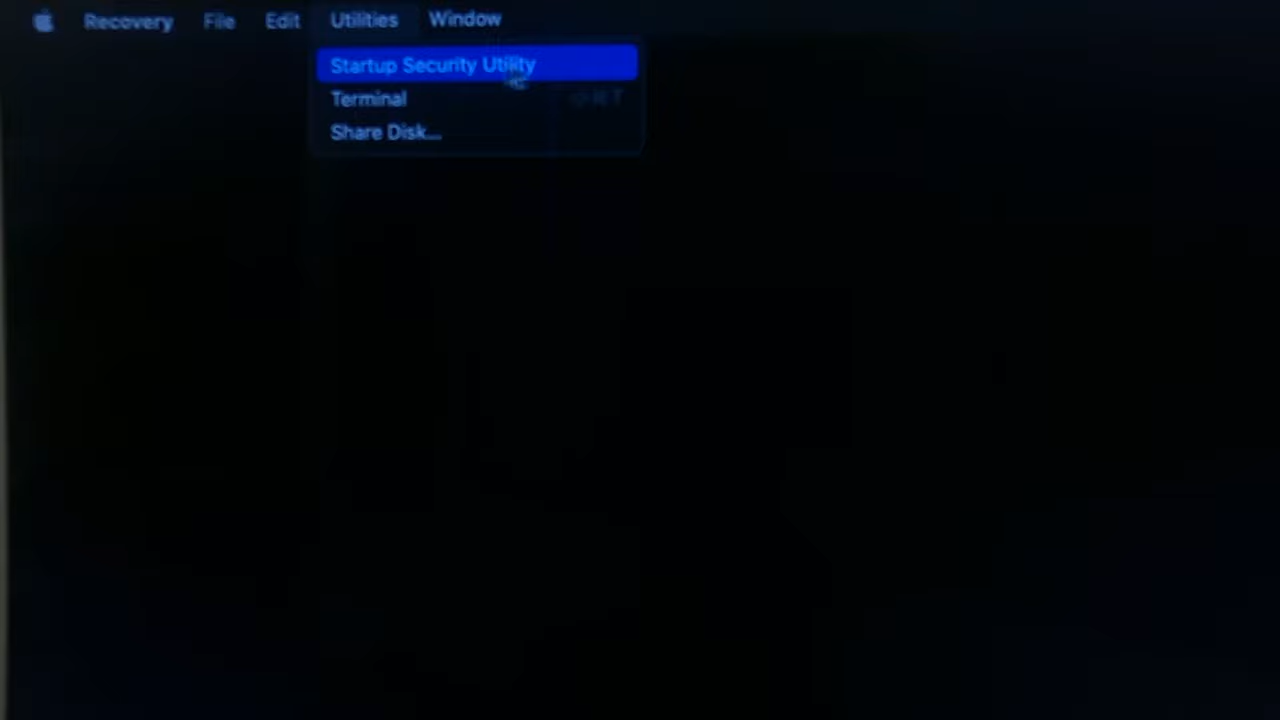 Recovery File Edit Utilities Window
Startup Security Utility
Terminal ⇧⌘T
Share Disk...